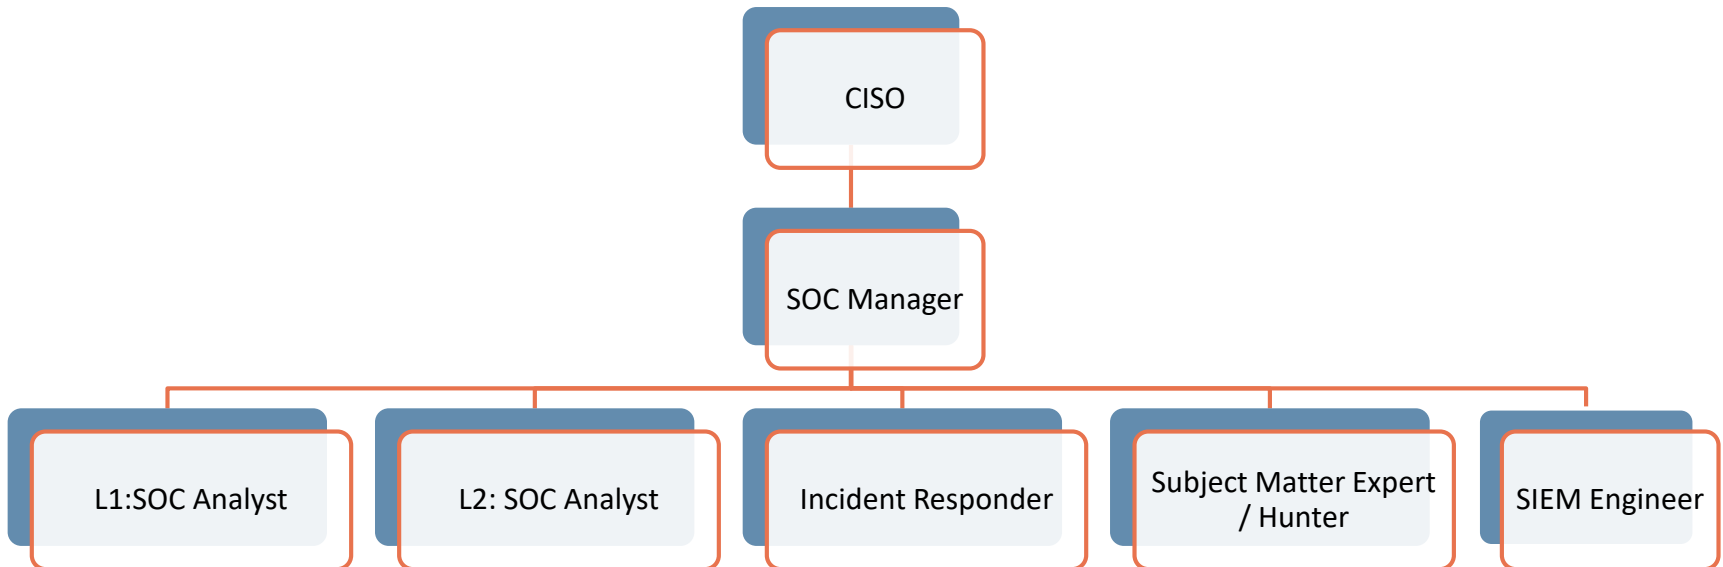 CISO
SOC Manager
L1:SOC Analyst
L2: SOC Analyst
Incident Responder
Subject Matter Expert
/ Hunter
SIEM Engineer